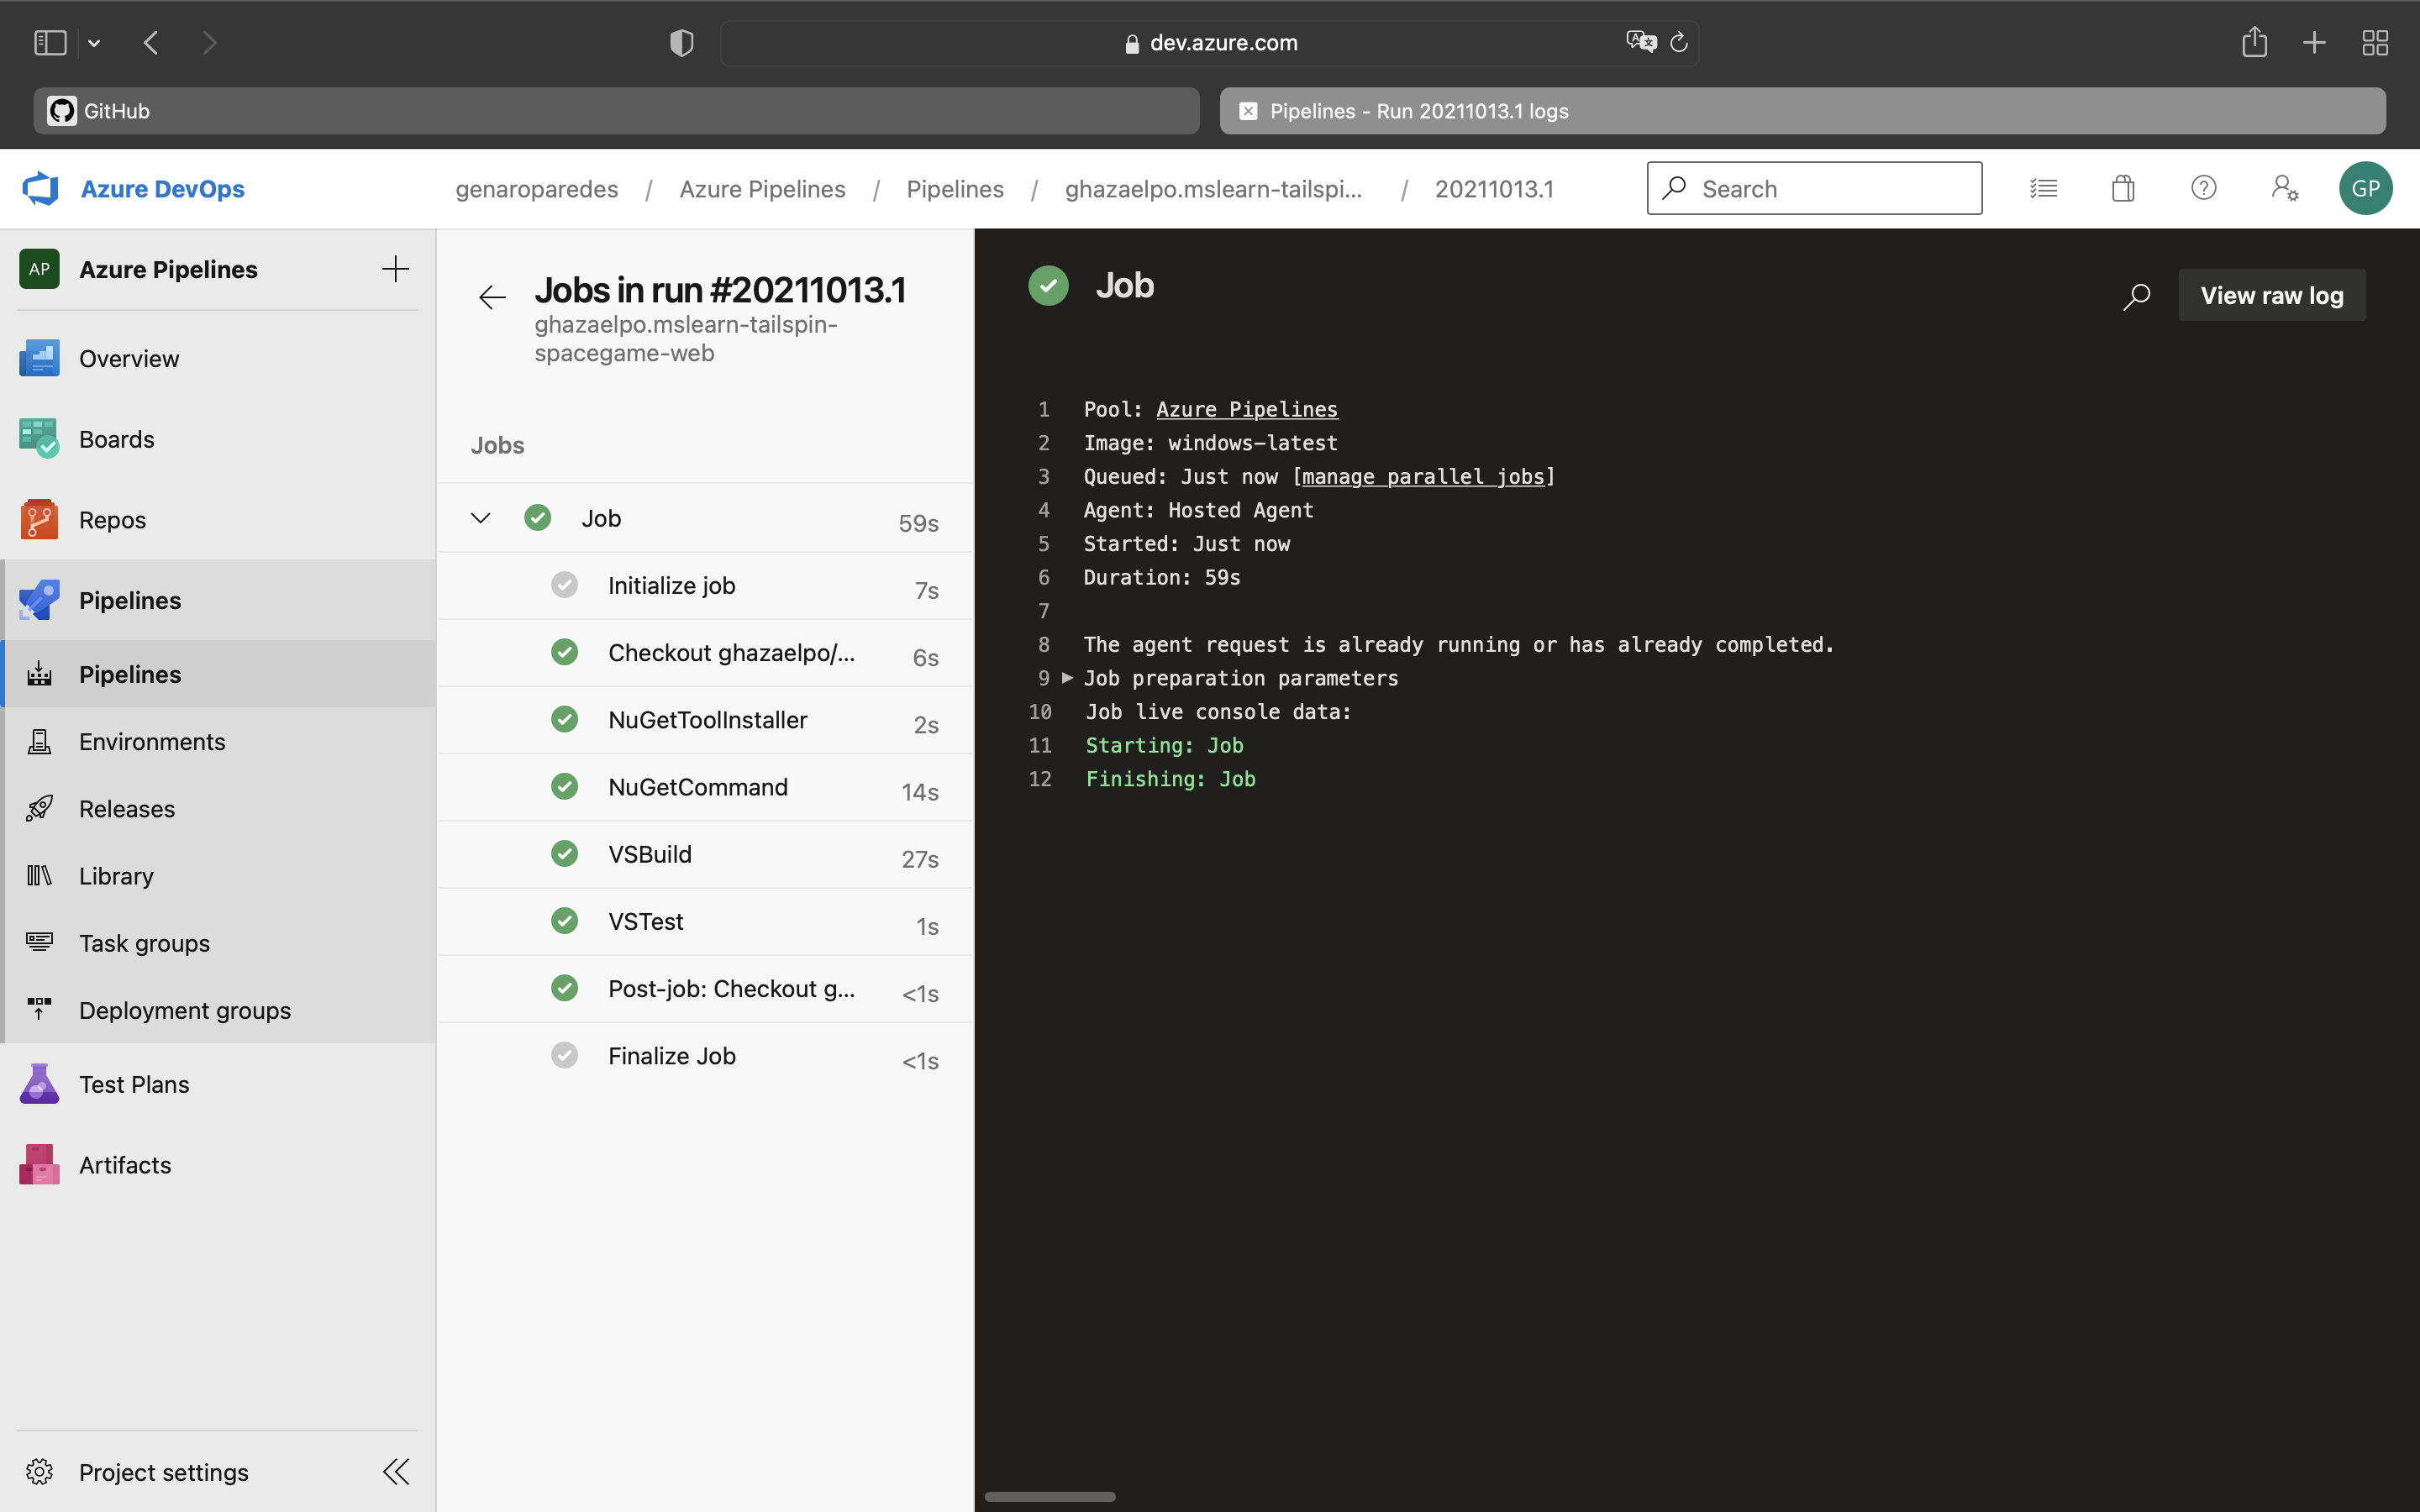 dev.azure.com
GitHub
Pipelines - Run 20211013.1 logs
Azure DevOps
genaroparedes / Azure Pipelines / Pipelines / ghazaelpo.mslearn-tailspi... / 20211013.1
Search
GP
AP Azure Pipelines
Overview
Boards
Repos
Pipelines
Pipelines
Environments
Releases
Library
Task groups
Deployment groups
Test Plans
Artifacts
Project settings
Jobs in run #20211013.1
ghazaelpo.mslearn-tailspin-
spacegame-web
Jobs
Job 59s
Initialize job 7s
Checkout ghazaelpo/... 6s
NuGetToolInstaller 2s
NuGetCommand 14s
VSBuild 27s
VSTest 1s
Post-job: Checkout g... <1s
Finalize Job <1s
Job
View raw log
1 Pool: Azure Pipelines
2 Image: windows-latest
3 Queued: Just now [manage parallel jobs]
4 Agent: Hosted Agent
5 Started: Just now
6 Duration: 59s
7
8 The agent request is already running or has already completed.
9 Job preparation parameters
10 Job live console data:
11 Starting: Job
12 Finishing: Job